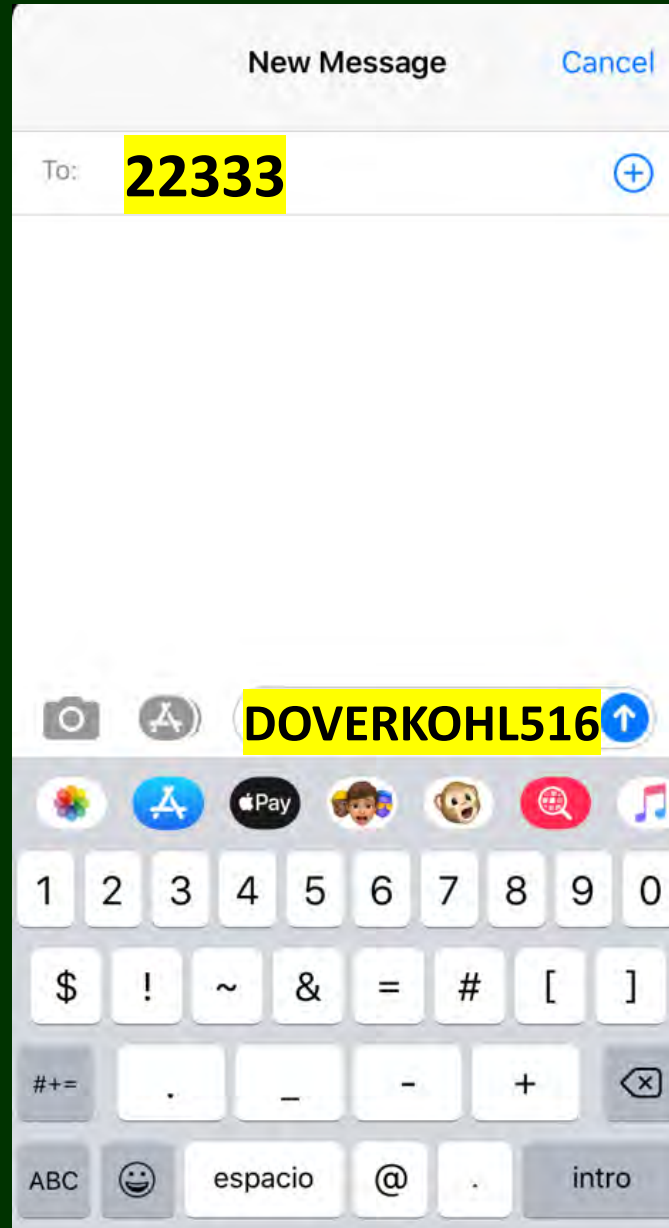 New Message Cancel
To: 22333
DOVERKOHL516
Pay
1 2 3 4 5 6 7 8 9 0
$ ! ~ & = # [ ]
#+= . _ - +
ABC espacio @ . intro